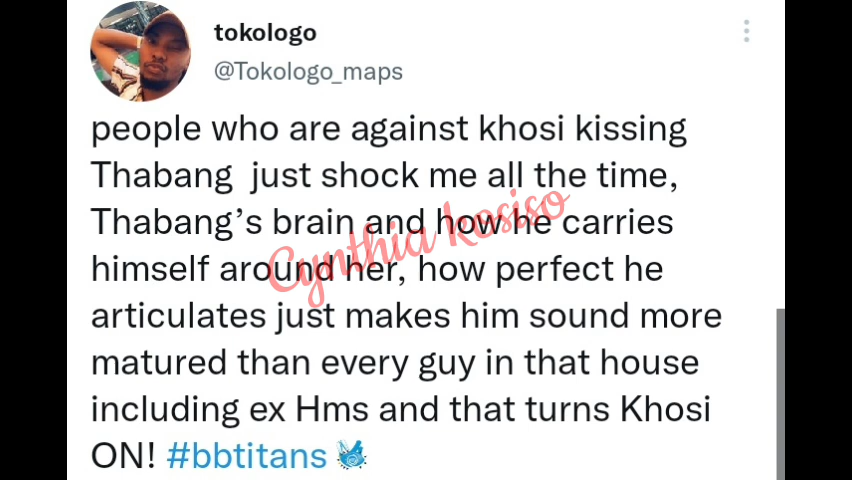 tokologo
@Tokologo_maps
people who are against khosi kissing
Thabang just shock me all the time,
Thabang's brain and how he carries
himself around her, how perfect he
articulates just makes him sound more
matured than every guy in that house
including ex Hms and that turns Khosi
ON! #bbtitans
Cynthia kosiso